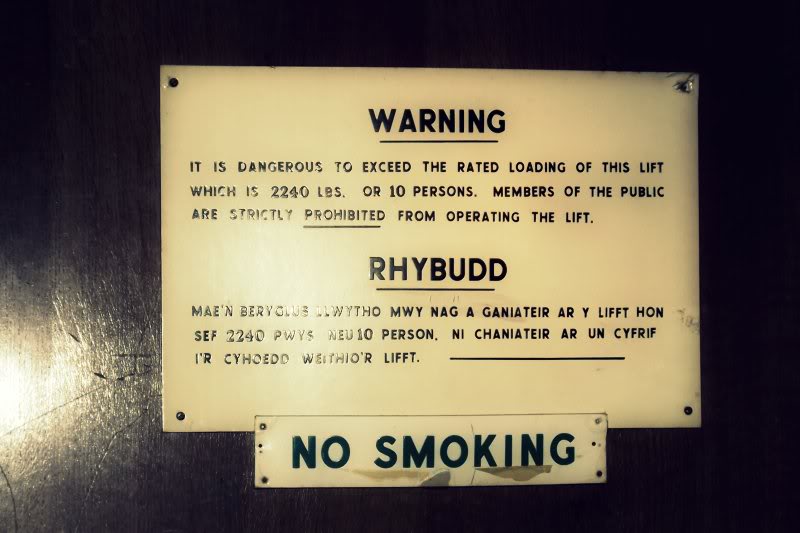 WARNING
IT IS DANGEROUS TO EXCEED THE RATED LOADING OF THIS LIFT
WHICH IS 2240 LBS. OR 10 PERSONS. MEMBERS OF THE PUBLIC
ARE STRICTLY PROHIBITED FROM OPERATING THE LIFT.
RHYBUDD
MAE'N BERYGLUS LLWYTHO MWY NAG A GANIATEIR AR Y LIFFT HON
SEF 2240 PWYS NEU 10 PERSON. NI CHANIATEIR AR UN CYFRIF
I'R CYHOEDD WEITHIO'R LIFFT.
NO SMOKING